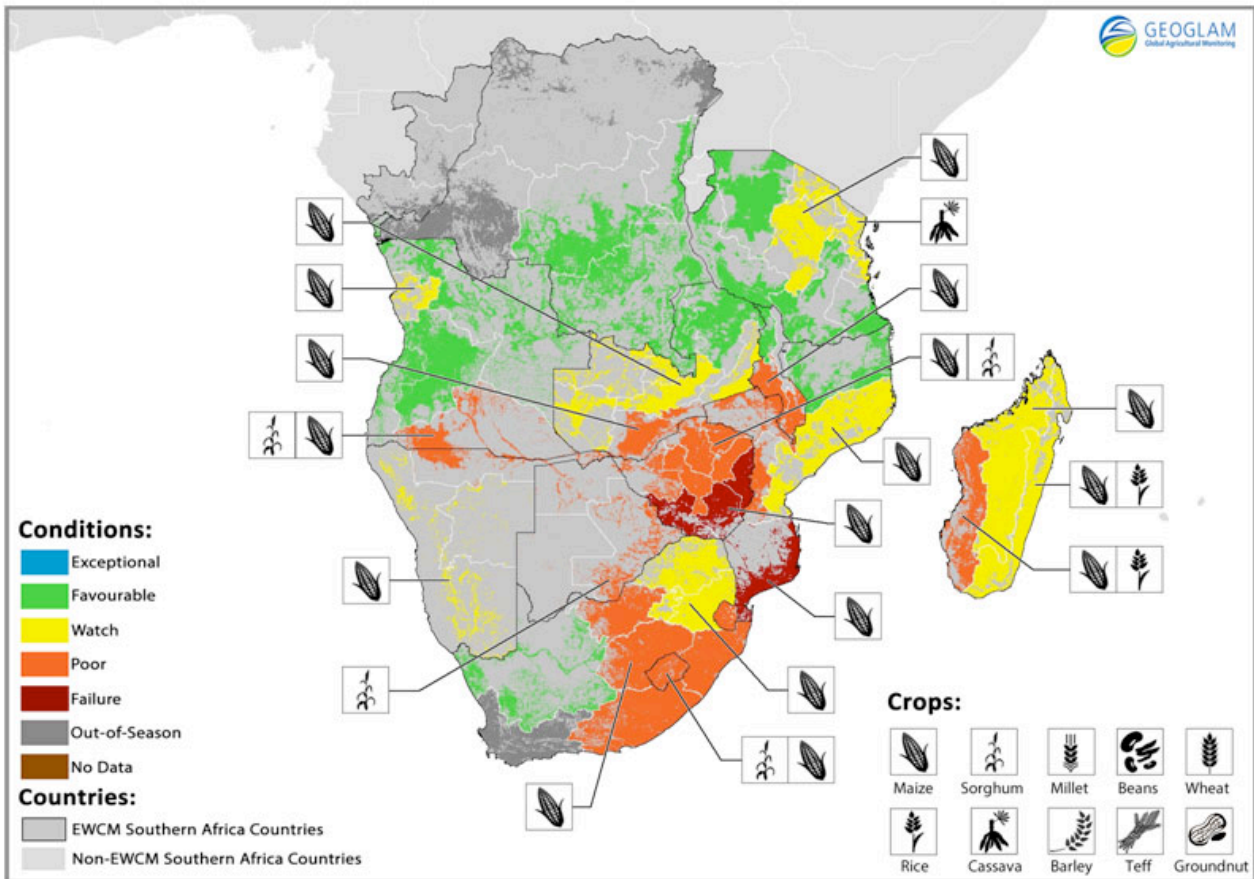 GEOGLAM
Global Agricultural Monitoring
Conditions:
Exceptional
Favourable
Watch
Poor
Failure
Out-of-Season
No Data
Countries:
EWCM Southern Africa Countries
Non-EWCM Southern Africa Countries
Crops:
Maize
Sorghum
Millet
Beans
Wheat
Rice
Cassava
Barley
Teff
Groundnut